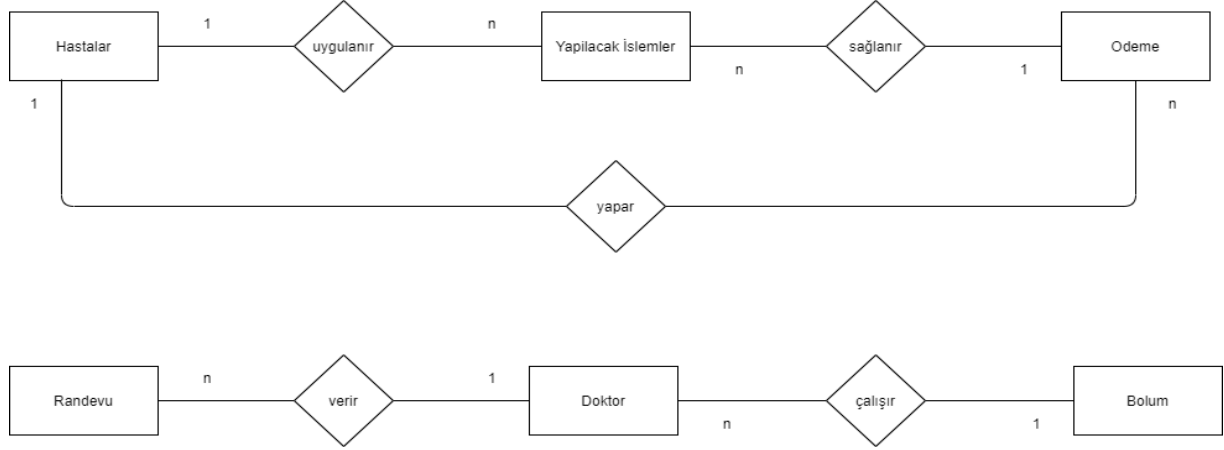 1
n
Hastalar
uygulanır
Yapilacak İslemler
sağlanır
Odeme
n
1
1
n
yapar
n
1
Randevu
verir
Doktor
çalışır
Bolum
n
1